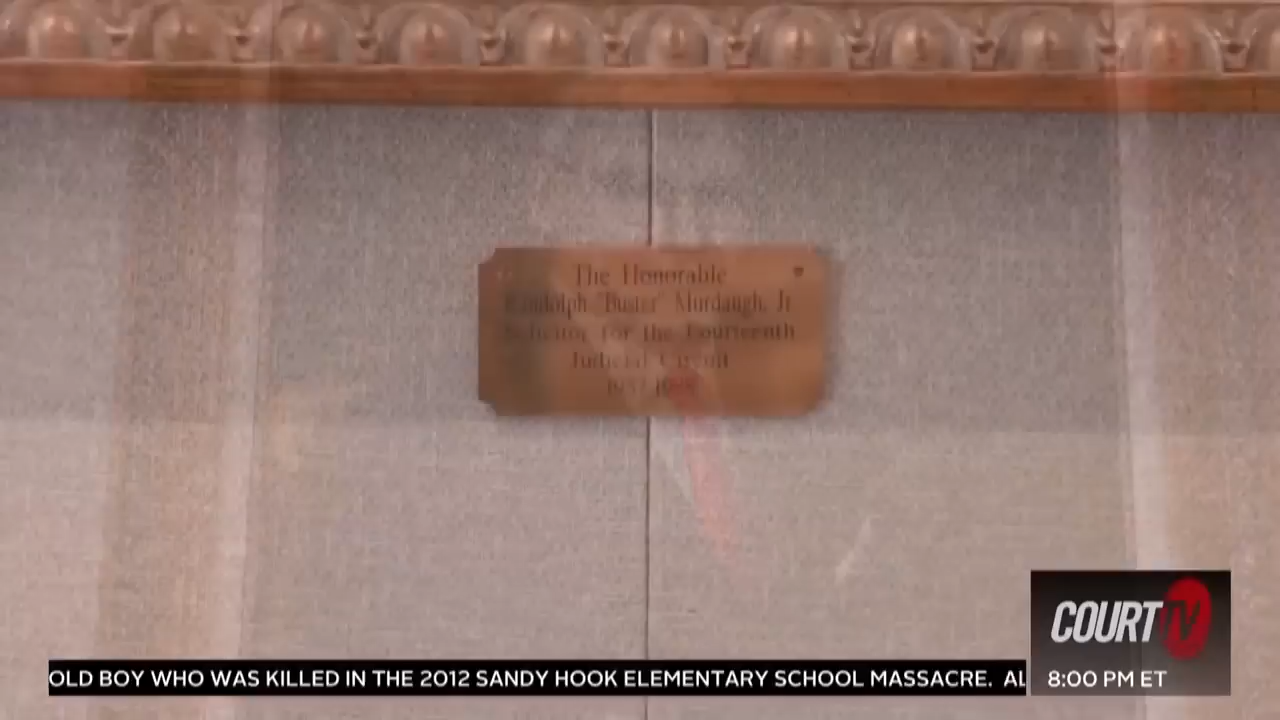 The Honorable
Randolph "Buster" Murdaugh, Jr
Solicitor for the Fourteenth
Judicial Circuit
COURT TV
OLD BOY WHO WAS KILLED IN THE 2012 SANDY HOOK ELEMENTARY SCHOOL MASSACRE. AL
8:00 PM ET